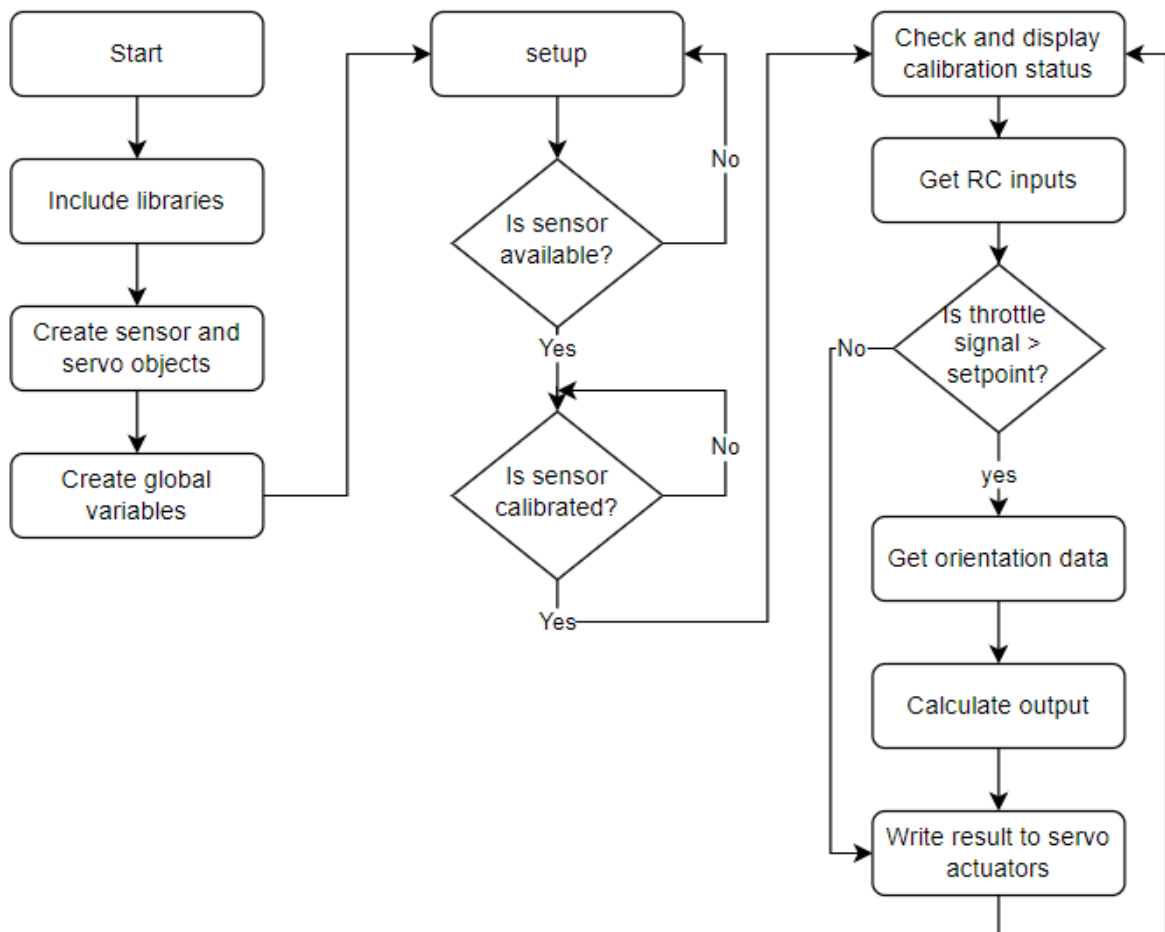 Start
Include libraries
Create sensor and
servo objects
Create global
variables
setup
No
Is sensor
available?
Yes
No
Is sensor
calibrated?
Yes
Check and display
calibration status
Get RC inputs
Is throttle
signal >
setpoint?
No
yes
Get orientation data
Calculate output
Write result to servo
actuators